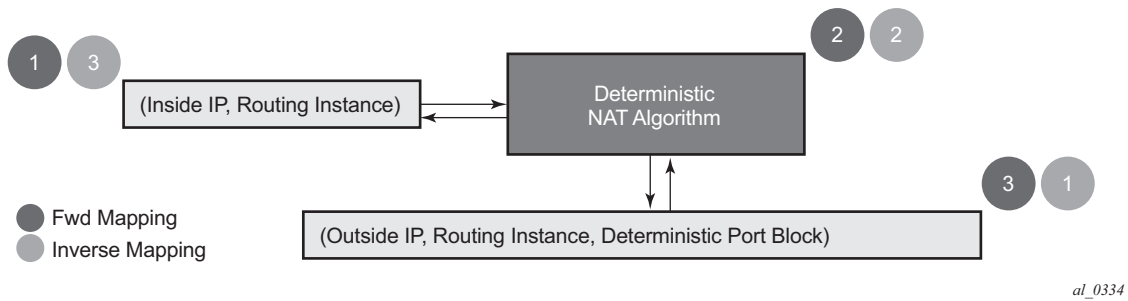 2 2
1 3
Deterministic
NAT Algorithm
(Inside IP, Routing Instance)
3 1
Fwd Mapping
(Outside IP, Routing Instance, Deterministic Port Block)
Inverse Mapping
al_0334